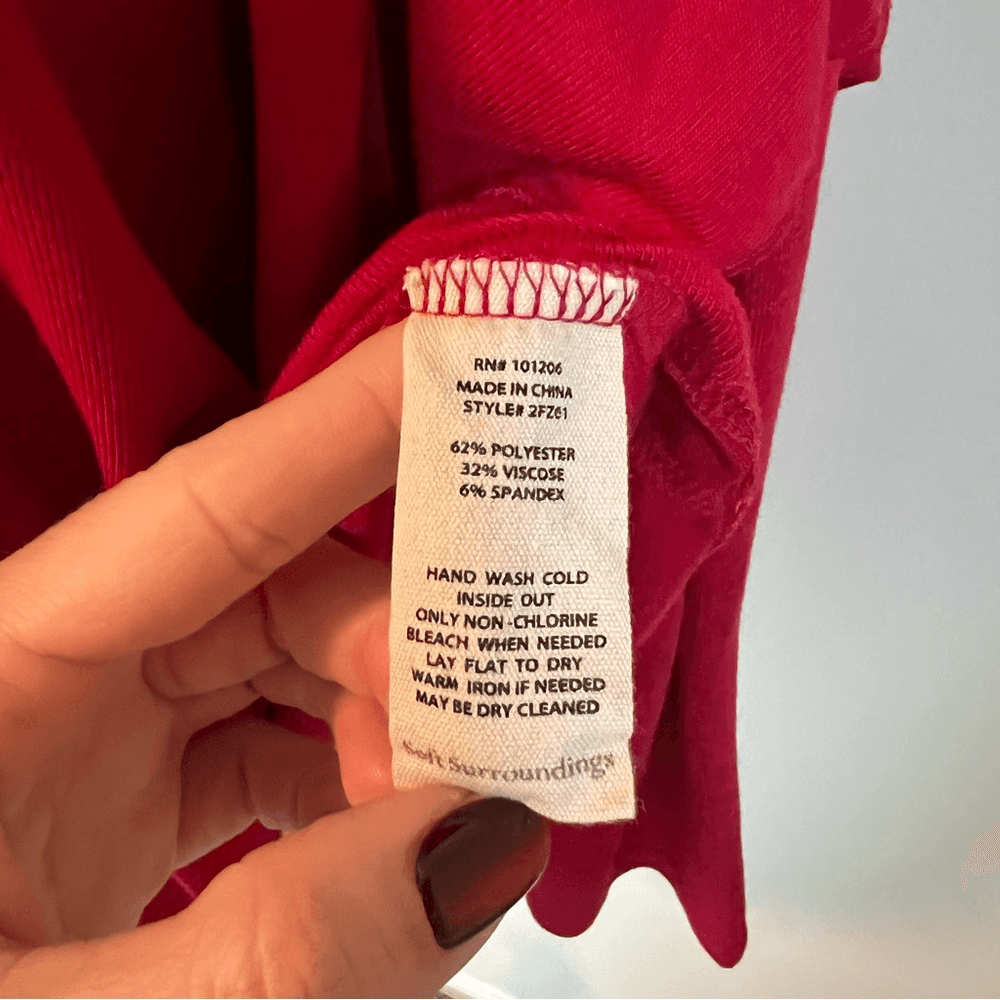 RN# 101206
MADE IN CHINA
STYLE# 2FZ61
62% POLYESTER
32% VISCOSE
6% SPANDEX
HAND WASH COLD
INSIDE OUT
ONLY NON-CHLORINE
BLEACH WHEN NEEDED
LAY FLAT TO DRY
WARM IRON IF NEEDED
MAY BE DRY CLEANED
Soft Surroundings